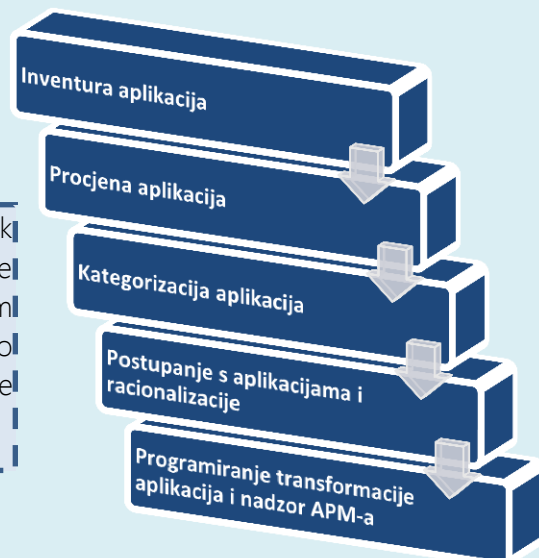 Inventura aplikacija
Procjena aplikacija
Kategorizacija aplikacija
Postupanje s aplikacijama i
racionalizacije
Programiranje transformacije
aplikacija i nadzor APM-a